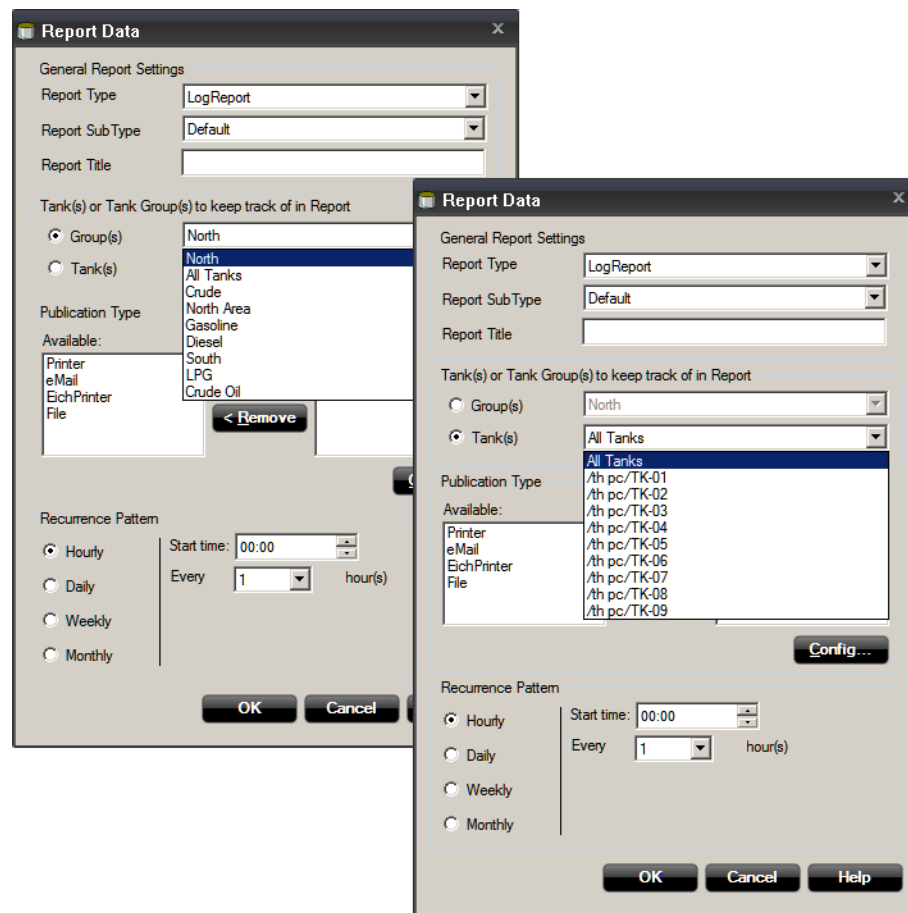 Report Data x
General Report Settings
Report Type LogReport
Report SubType Default
Report Title
Tank(s) or Tank Group(s) to keep track of in Report
Group(s) North
Tank(s)
North
All Tanks
Crude
North Area
Gasoline
Diesel
South
LPG
Crude Oil
Publication Type
Available:
Printer
eMail
EichPrinter
File
< Remove
Recurrence Pattern
Hourly
Daily
Weekly
Monthly
Start time: 00:00
Every 1 hour(s)
OK Cancel
Report Data x
General Report Settings
Report Type LogReport
Report SubType Default
Report Title
Tank(s) or Tank Group(s) to keep track of in Report
Group(s) North
Tank(s) All Tanks
All Tanks
/th pc/TK-01
/th pc/TK-02
/th pc/TK-03
/th pc/TK-04
/th pc/TK-05
/th pc/TK-06
/th pc/TK-07
/th pc/TK-08
/th pc/TK-09
Publication Type
Available:
Printer
eMail
EichPrinter
File
Config...
Recurrence Pattern
Hourly
Daily
Weekly
Monthly
Start time: 00:00
Every 1 hour(s)
OK Cancel Help